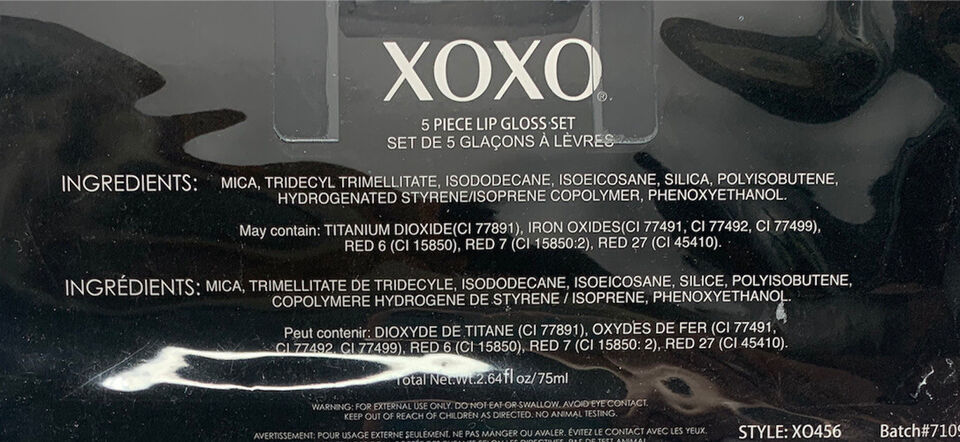 XOXO®
5 PIECE LIP GLOSS SET
SET DE 5 GLAÇONS À LÈVRES
INGREDIENTS: MICA, TRIDECYL TRIMELLITATE, ISODODECANE, ISOEICOSANE, SILICA, POLYISOBUTENE,
HYDROGENATED STYRENE/ISOPRENE COPOLYMER, PHENOXYETHANOL.
May contain: TITANIUM DIOXIDE(CI 77891), IRON OXIDES(CI 77491, CI 77492, CI 77499),
RED 6 (CI 15850), RED 7 (CI 15850:2), RED 27 (CI 45410).
INGRÉDIENTS: MICA, TRIMELLITATE DE TRIDECYLE, ISODODECANE, ISOEICOSANE, SILICE, POLYISOBUTENE,
COPOLYMERE HYDROGENE DE STYRENE / ISOPRENE, PHENOXYETHANOL.
Peut contenir: DIOXYDE DE TITANE (CI 77891), OXYDES DE FER (CI 77491,
CI 77492, CI 77499), RED 6 (CI 15850), RED 7 (CI 15850: 2), RED 27 (CI 45410).
Total Net.Wt.2.64fl oz/75ml
WARNING: FOR EXTERNAL USE ONLY. DO NOT EAT OR SWALLOW. AVOID EYE CONTACT.
KEEP OUT OF REACH OF CHILDREN AS DIRECTED. NO ANIMAL TESTING.
AVERTISSEMENT: POUR USAGE EXTERNE SEULEMENT. NE PAS MANGER OU AVALER. ÉVITEZ LE CONTACT AVEC LES YEUX.
STYLE: XO456 Batch#7109